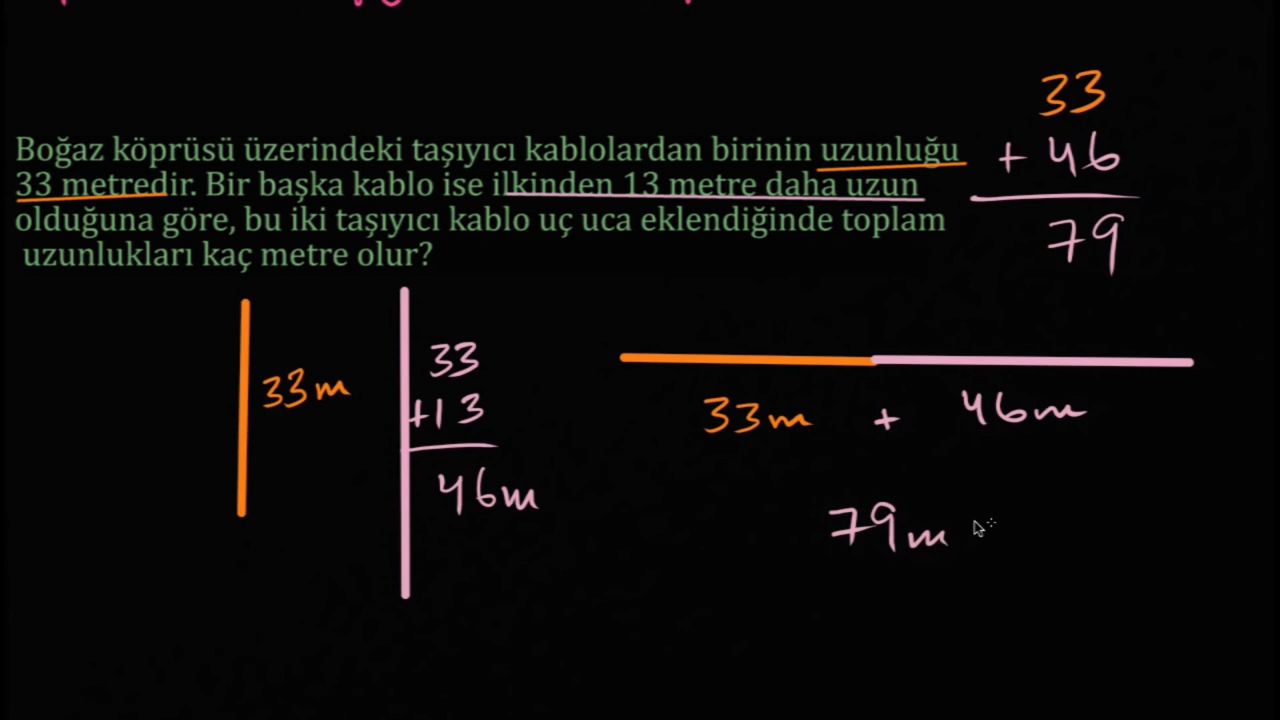 Boğaz köprüsü üzerindeki taşıyıcı kablolardan birinin uzunluğu
33 metredir. Bir başka kablo ise ilkinden 13 metre daha uzun
olduğuna göre, bu iki taşıyıcı kablo uç uca eklendiğinde toplam
uzunlukları kaç metre olur?
33
+ 46
79
33m
33
+13
46m
33m + 46m
79m